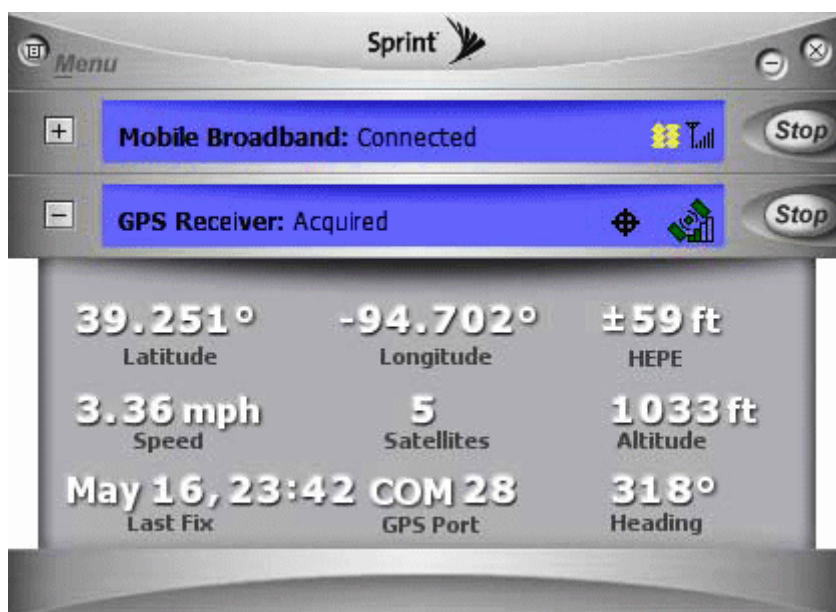 Sprint
Menu
Mobile Broadband: Connected
Stop
GPS Receiver: Acquired
Stop
39.251° -94.702° ±59 ft
Latitude Longitude HEPE
3.36 mph 5 1033 ft
Speed Satellites Altitude
May 16, 23:42 COM 28 318°
Last Fix GPS Port Heading